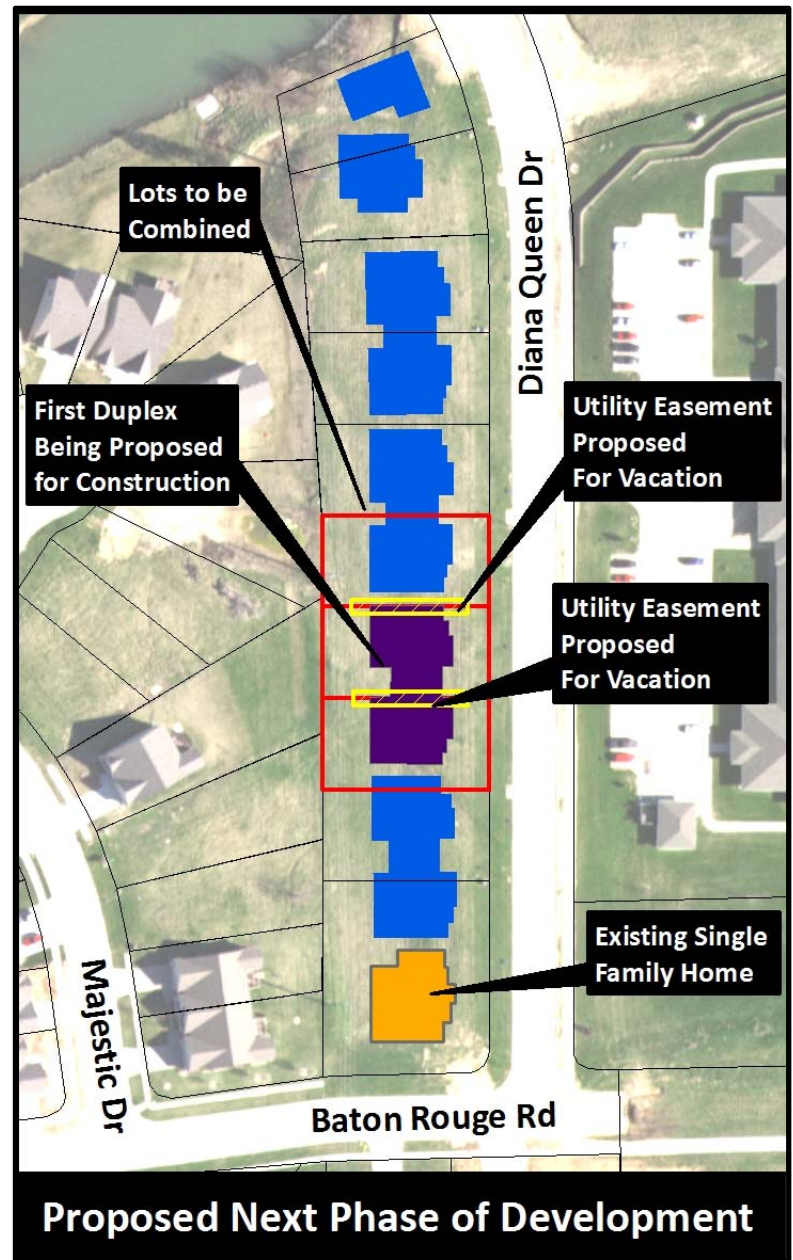 Lots to be
Combined
Diana Queen Dr
First Duplex
Being Proposed
for Construction
Utility Easement
Proposed
For Vacation
Utility Easement
Proposed
For Vacation
Existing Single
Family Home
Majestic Dr
Baton Rouge Rd
Proposed Next Phase of Development